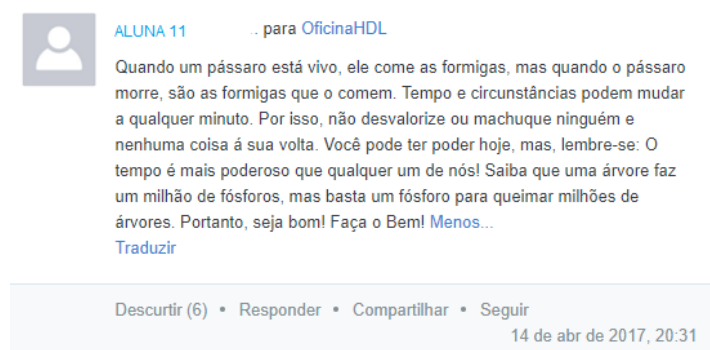 ALUNA 11 .. para OficinaHDL
Quando um pássaro está vivo, ele come as formigas, mas quando o pássaro
morre, são as formigas que o comem. Tempo e circunstâncias podem mudar
a qualquer minuto. Por isso, não desvalorize ou machuque ninguém e
nenhuma coisa á sua volta. Você pode ter poder hoje, mas, lembre-se: O
tempo é mais poderoso que qualquer um de nós! Saiba que uma árvore faz
um milhão de fósforos, mas basta um fósforo para queimar milhões de
árvores. Portanto, seja bom! Faça o Bem! Menos...
Traduzir
Descurtir (6) • Responder • Compartilhar • Seguir
14 de abr de 2017, 20:31